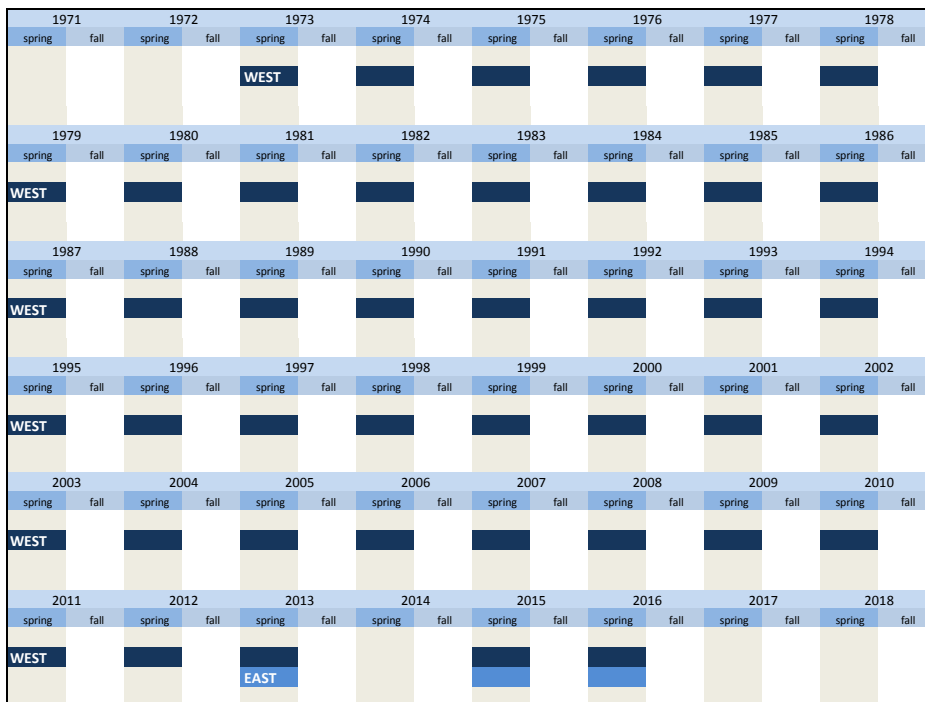 1971 1972 1973 1974 1975 1976 1977 1978
spring fall spring fall spring fall spring fall spring fall spring fall spring fall spring fall
WEST
1979 1980 1981 1982 1983 1984 1985 1986
spring fall spring fall spring fall spring fall spring fall spring fall spring fall spring fall
WEST
1987 1988 1989 1990 1991 1992 1993 1994
spring fall spring fall spring fall spring fall spring fall spring fall spring fall spring fall
WEST
1995 1996 1997 1998 1999 2000 2001 2002
spring fall spring fall spring fall spring fall spring fall spring fall spring fall spring fall
WEST
2003 2004 2005 2006 2007 2008 2009 2010
spring fall spring fall spring fall spring fall spring fall spring fall spring fall spring fall
WEST
2011 2012 2013 2014 2015 2016 2017 2018
spring fall spring fall spring fall spring fall spring fall spring fall spring fall spring fall
WEST
EAST